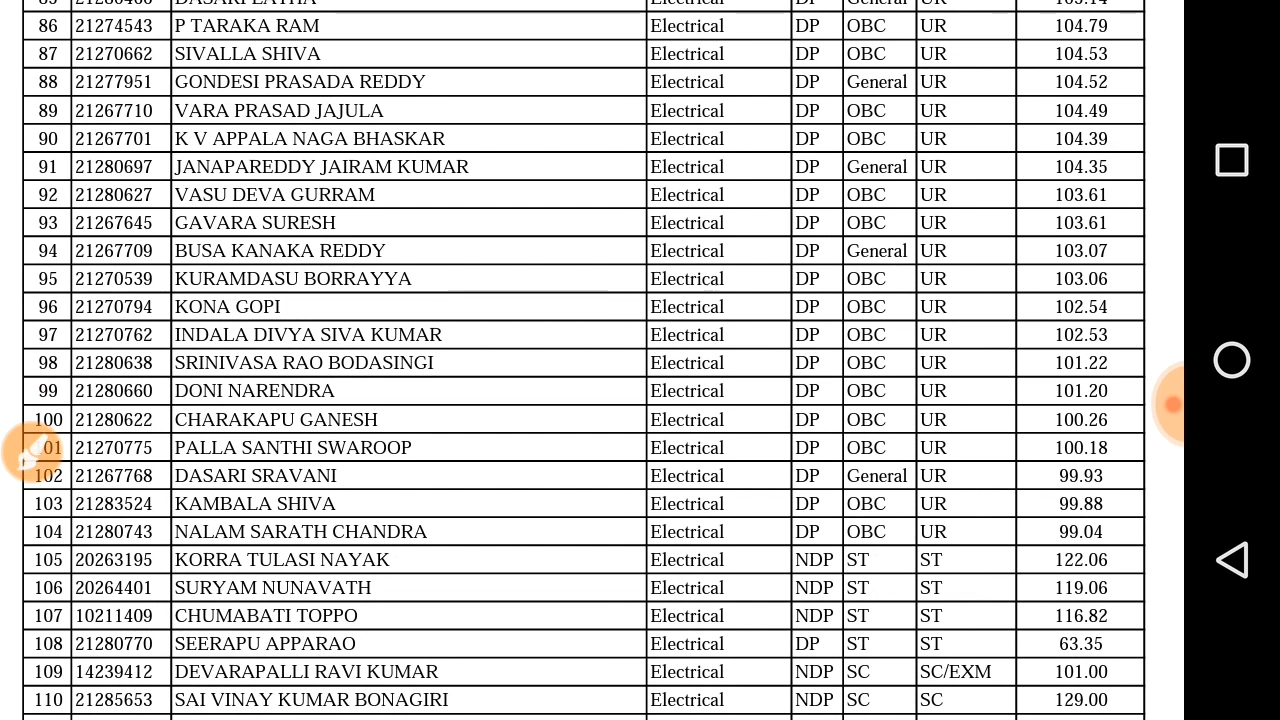 86 21274543 P TARAKA RAM Electrical DP OBC UR 104.79
87 21270662 SIVALLA SHIVA Electrical DP OBC UR 104.53
88 21277951 GONDESI PRASADA REDDY Electrical DP General UR 104.52
89 21267710 VARA PRASAD JAJULA Electrical DP OBC UR 104.49
90 21267701 K V APPALA NAGA BHASKAR Electrical DP OBC UR 104.39
91 21280697 JANAPAREDDY JAIRAM KUMAR Electrical DP General UR 104.35
92 21280627 VASU DEVA GURRAM Electrical DP OBC UR 103.61
93 21267645 GAVARA SURESH Electrical DP OBC UR 103.61
94 21267709 BUSA KANAKA REDDY Electrical DP General UR 103.07
95 21270539 KURAMDASU BORRAYYA Electrical DP OBC UR 103.06
96 21270794 KONA GOPI Electrical DP OBC UR 102.54
97 21270762 INDALA DIVYA SIVA KUMAR Electrical DP OBC UR 102.53
98 21280638 SRINIVASA RAO BODASINGI Electrical DP OBC UR 101.22
99 21280660 DONI NARENDRA Electrical DP OBC UR 101.20
100 21280622 CHARAKAPU GANESH Electrical DP OBC UR 100.26
01 21270775 PALLA SANTHI SWAROOP Electrical DP OBC UR 100.18
102 21267768 DASARI SRAVANI Electrical DP General UR 99.93
103 21283524 KAMBALA SHIVA Electrical DP OBC UR 99.88
104 21280743 NALAM SARATH CHANDRA Electrical DP OBC UR 99.04
105 20263195 KORRA TULASI NAYAK Electrical NDP ST ST 122.06
106 20264401 SURYAM NUNAVATH Electrical NDP ST ST 119.06
107 10211409 CHUMABATI TOPPO Electrical NDP ST ST 116.82
108 21280770 SEERAPU APPARAO Electrical DP ST ST 63.35
109 14239412 DEVARAPALLI RAVI KUMAR Electrical NDP SC SC/EXM 101.00
110 21285653 SAI VINAY KUMAR BONAGIRI Electrical NDP SC SC 129.00